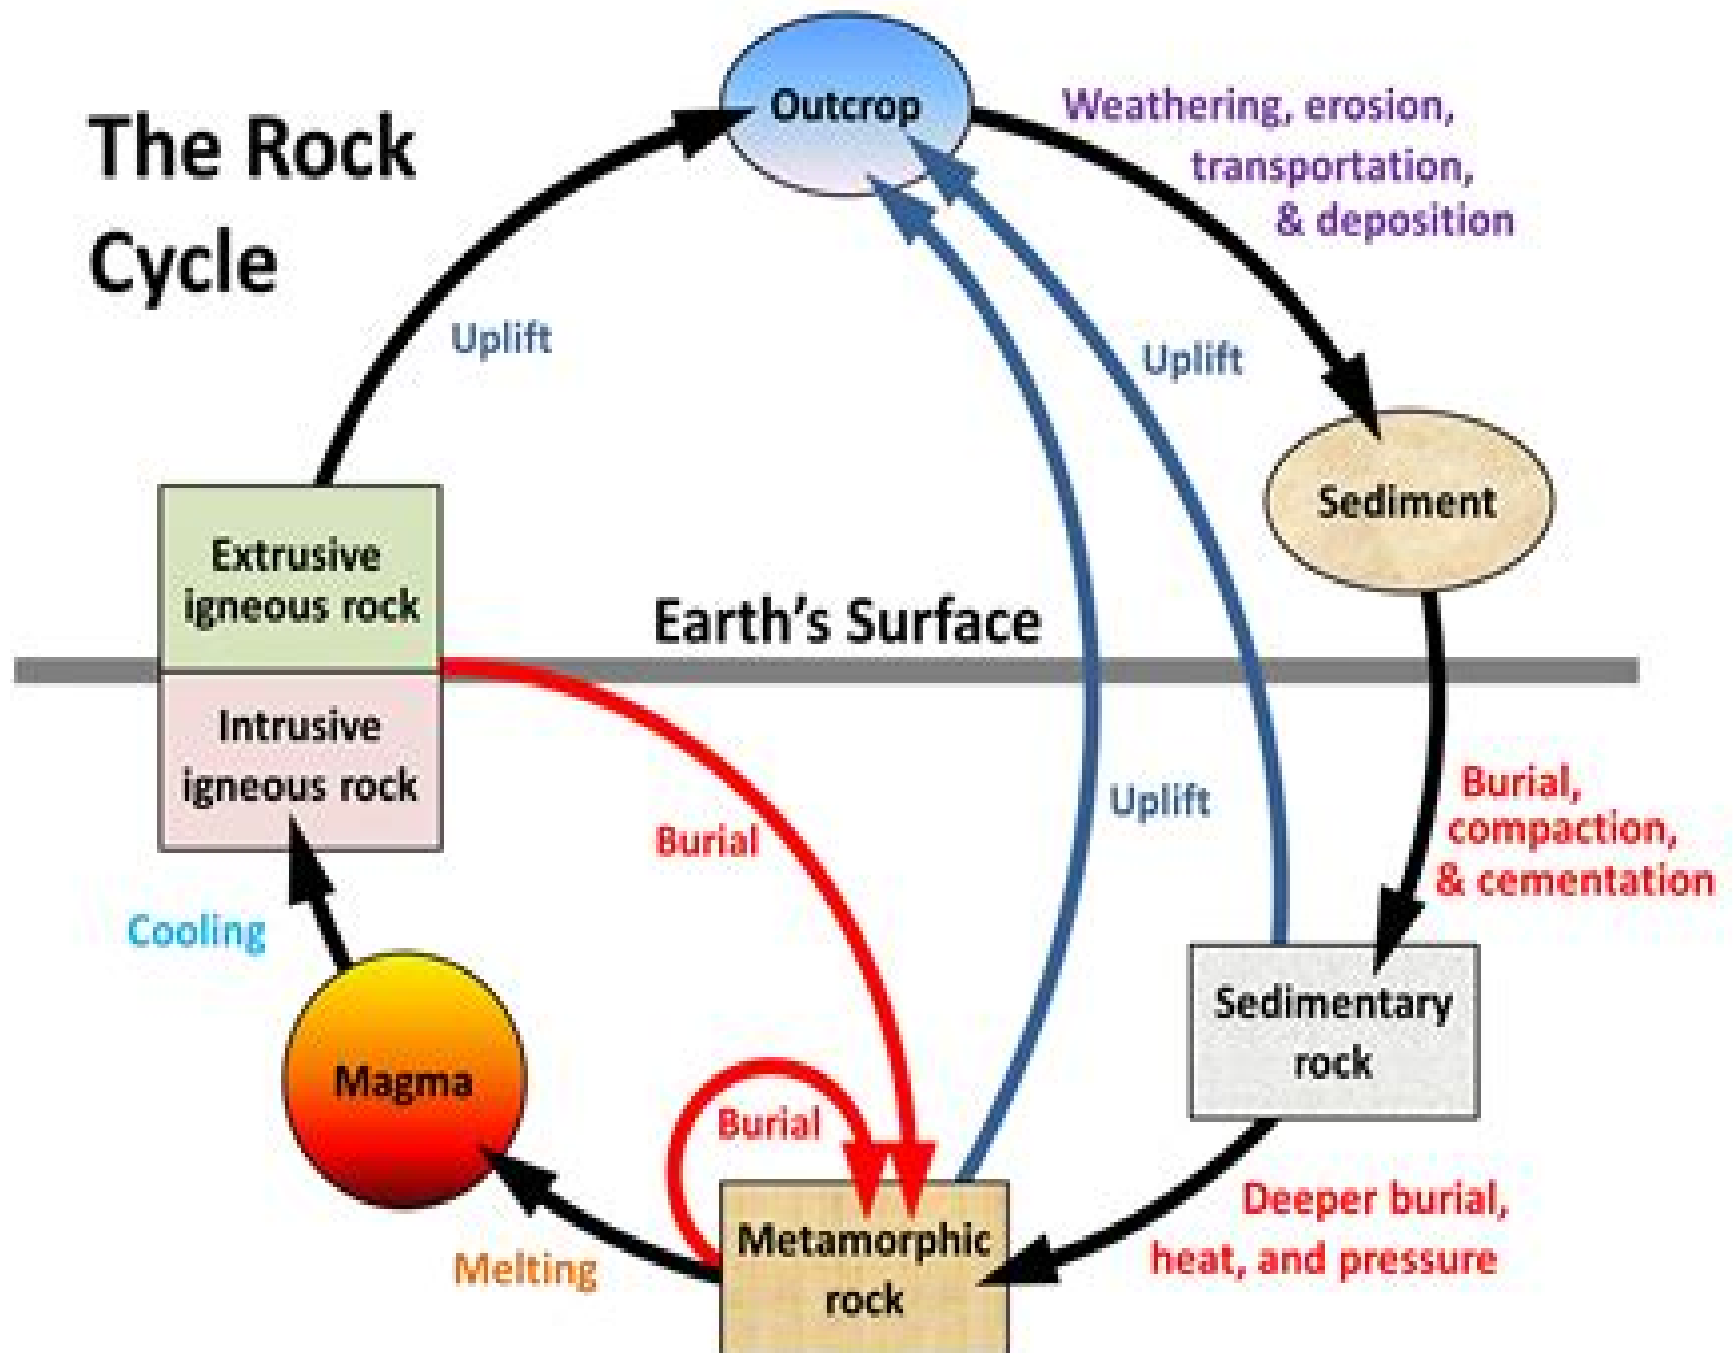 The Rock
Cycle
Outcrop
Weathering, erosion,
transportation,
& deposition
Uplift
Uplift
Sediment
Extrusive
igneous rock
Earth's Surface
Intrusive
igneous rock
Burial
Uplift
Burial,
compaction,
& cementation
Cooling
Sedimentary
rock
Magma
Burial
Deeper burial,
heat, and pressure
Melting
Metamorphic
rock